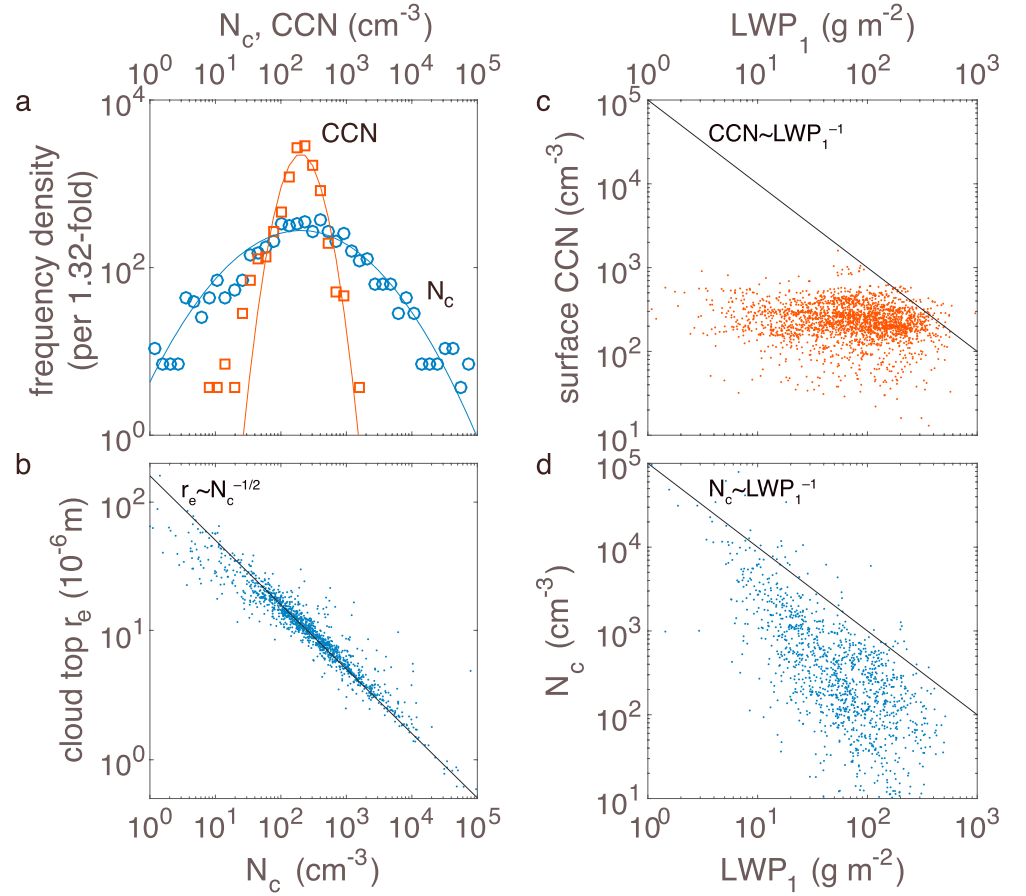 N_c, CCN (cm^-3)
10^0 10^1 10^2 10^3 10^4 10^5
a
10^4
10^2
10^0
frequency density
(per 1.32-fold)
CCN
N_c
LWP_1 (g m^-2)
10^0 10^1 10^2 10^3
c
10^5
10^4
10^3
10^2
10^1
surface CCN (cm^-3)
CCN~LWP_1^-1
b
10^2
10^1
10^0
cloud top r_e (10^-6 m)
r_e~N_c^-1/2
10^0 10^1 10^2 10^3 10^4 10^5
N_c (cm^-3)
d
10^5
10^4
10^3
10^2
10^1
N_c (cm^-3)
N_c~LWP_1^-1
10^0 10^1 10^2 10^3
LWP_1 (g m^-2)